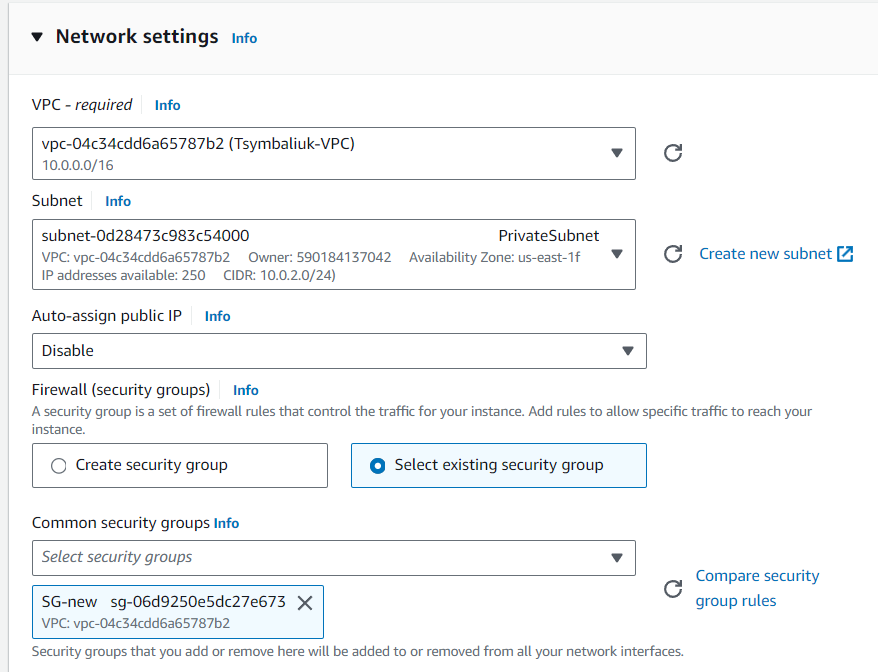 Network settings Info
VPC - required Info
vpc-04c34cdd6a65787b2 (Tsymbaliuk-VPC)
10.0.0.0/16
Subnet Info
subnet-0d28473c983c54000 PrivateSubnet
VPC: vpc-04c34cdd6a65787b2 Owner: 590184137042 Availability Zone: us-east-1f
IP addresses available: 250 CIDR: 10.0.2.0/24)
Create new subnet
Auto-assign public IP Info
Disable
Firewall (security groups) Info
A security group is a set of firewall rules that control the traffic for your instance. Add rules to allow specific traffic to reach your
instance.
Create security group
Select existing security group
Common security groups Info
Select security groups
Compare security
group rules
SG-new sg-06d9250e5dc27e673
VPC: vpc-04c34cdd6a65787b2
Security groups that you add or remove here will be added to or removed from all your network interfaces.